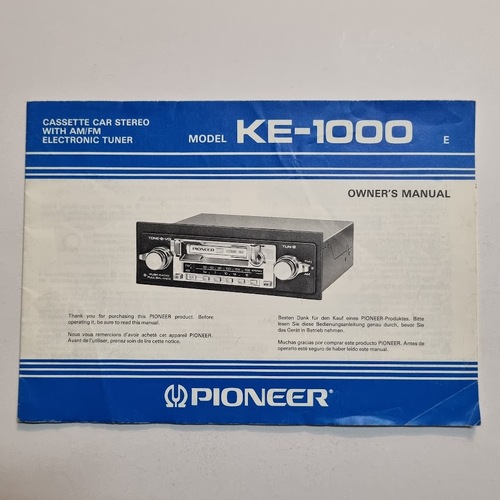 CASSETTE CAR STEREO
WITH AM/FM
ELECTRONIC TUNER
MODEL KE-1000 E
OWNER'S MANUAL
PIONEER
Thank you for purchasing this PIONEER product. Before
operating it, be sure to read this manual.
Nous vous remercions d'avoir acheté cet appareil PIONEER.
Avant de l'utiliser, prenez soin de lire cette notice.
Besten Dank für den Kauf eines PIONEER-Produktes. Bitte
lesen Sie diese Bedienungsanleitung genau durch, bevor Sie
das Gerät in Betrieb nehmen.
Muchas gracias por comprar este producto PIONEER. Antes de
operarlo esté seguro de haber leído este manual.
PIONEER®